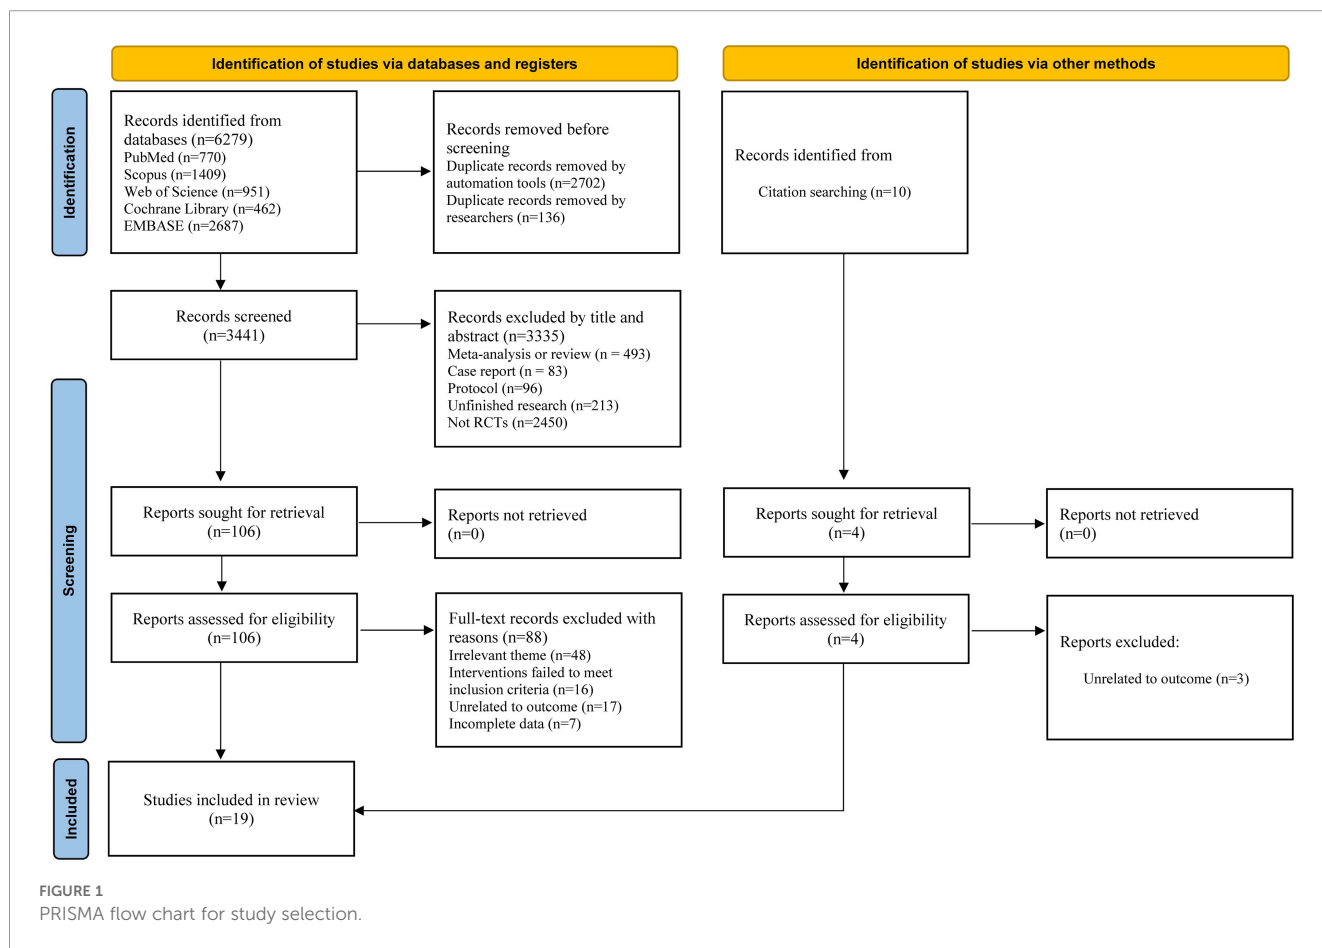 Identification of studies via databases and registers
Identification of studies via other methods
Identification
Records identified from
databases (n=6279)
PubMed (n=770)
Scopus (n=1409)
Web of Science (n=951)
Cochrane Library (n=462)
EMBASE (n=2687)
Records removed before
screening
Duplicate records removed by
automation tools (n=2702)
Duplicate records removed by
researchers (n=136)
Records identified from
Citation searching (n=10)
Records screened
(n=3441)
Records excluded by title and
abstract (n=3335)
Meta-analysis or review (n = 493)
Case report (n = 83)
Protocol (n=96)
Unfinished research (n=213)
Not RCTs (n=2450)
Screening
Reports sought for retrieval
(n=106)
Reports not retrieved
(n=0)
Reports sought for retrieval
(n=4)
Reports not retrieved
(n=0)
Reports assessed for eligibility
(n=106)
Full-text records excluded with
reasons (n=88)
Irrelevant theme (n=48)
Interventions failed to meet
inclusion criteria (n=16)
Unrelated to outcome (n=17)
Incomplete data (n=7)
Reports assessed for eligibility
(n=4)
Reports excluded:
Unrelated to outcome (n=3)
Included
Studies included in review
(n=19)
FIGURE 1
PRISMA flow chart for study selection.